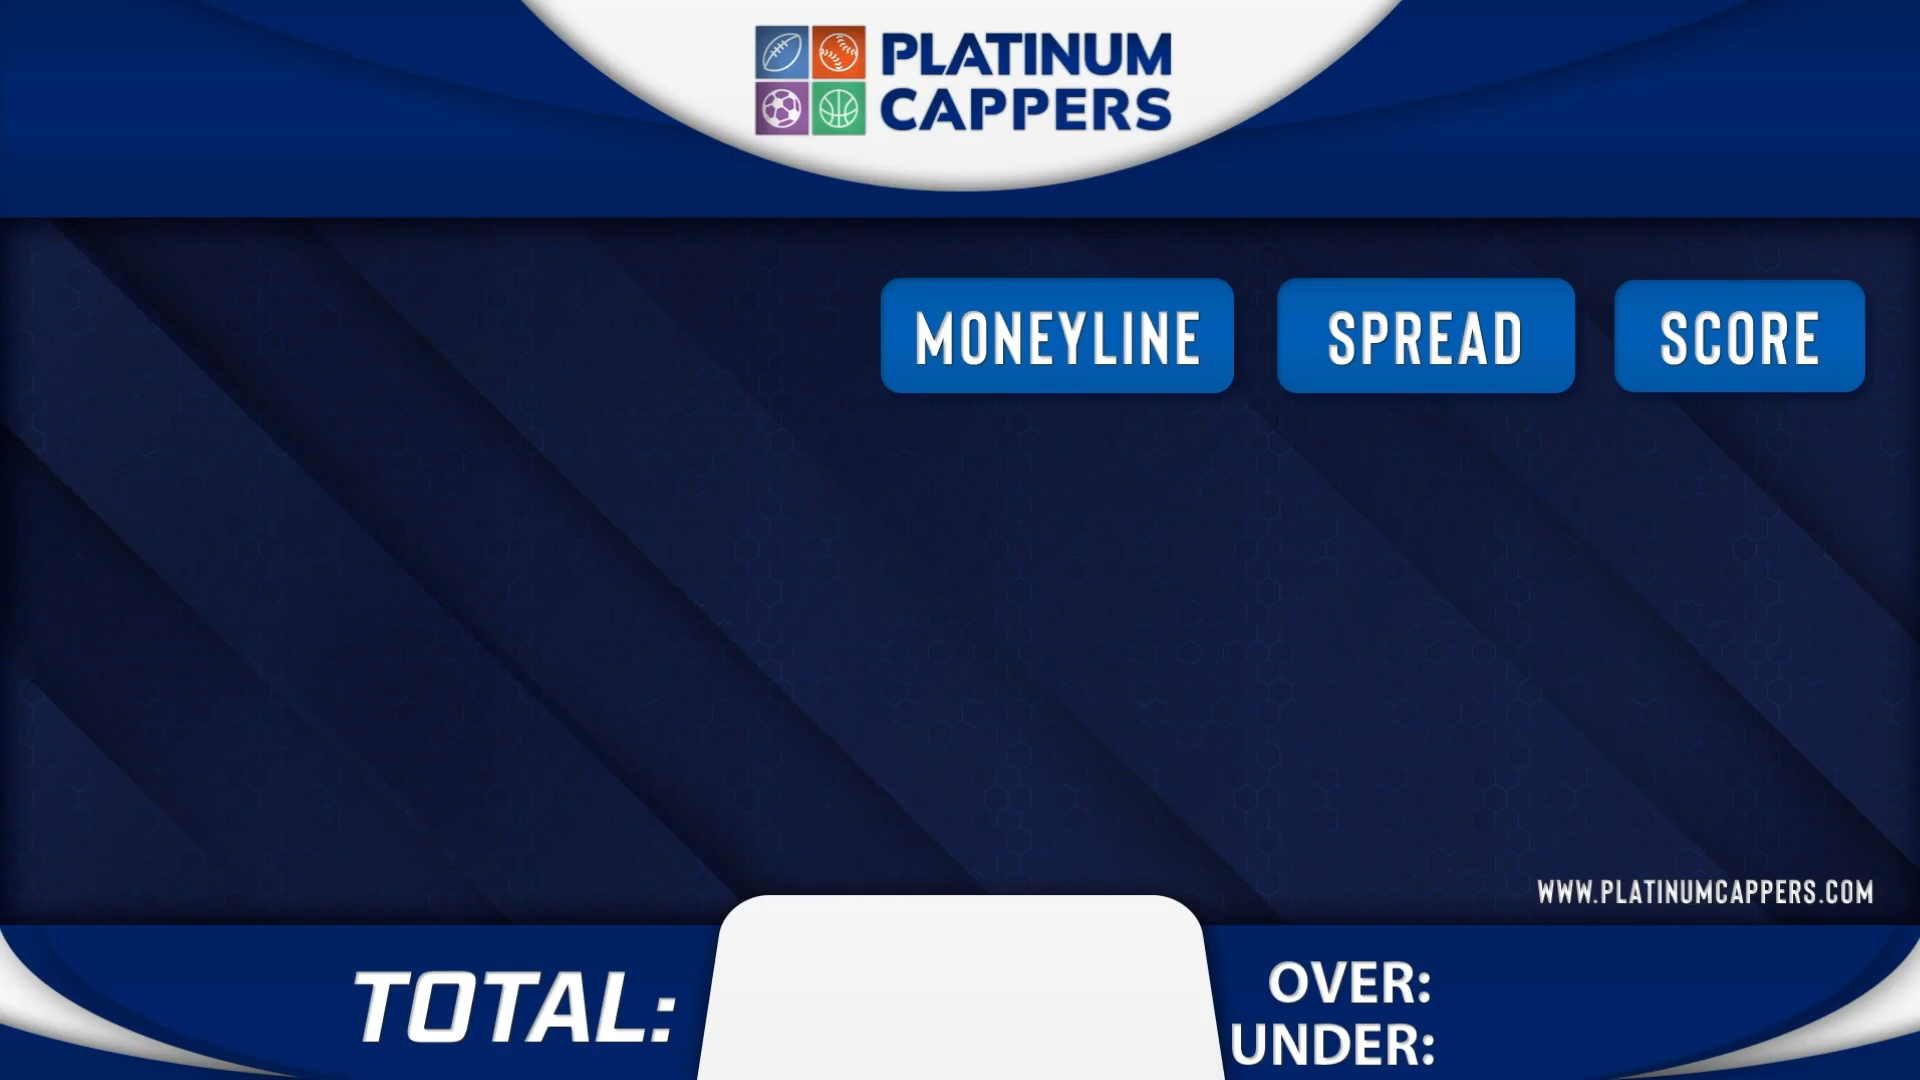 PLATINUM
CAPPERS
MONEYLINE SPREAD SCORE
WWW.PLATINUMCAPPERS.COM
TOTAL:
OVER:
UNDER: